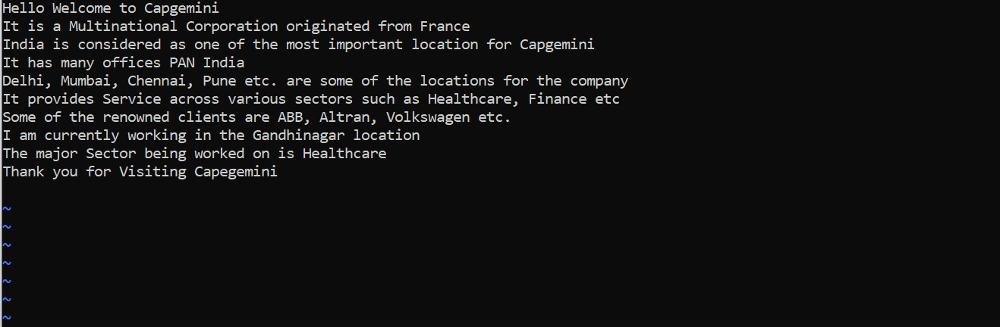 Hello Welcome to Capgemini
It is a Multinational Corporation originated from France
India is considered as one of the most important location for Capgemini
It has many offices PAN India
Delhi, Mumbai, Chennai, Pune etc. are some of the locations for the company
It provides Service across various sectors such as Healthcare, Finance etc
Some of the renowned clients are ABB, Altran, Volkswagen etc.
I am currently working in the Gandhinagar location
The major Sector being worked on is Healthcare
Thank you for Visiting Capegemini
~
~
~
~
~
~
~